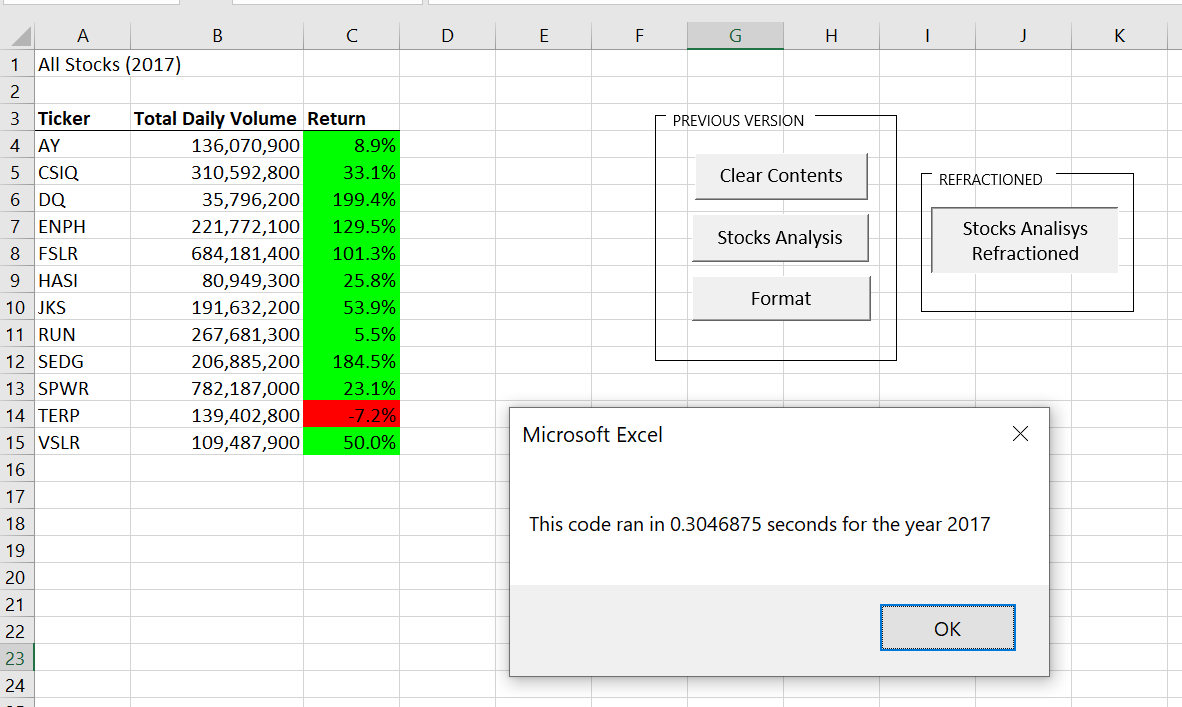 A B C D E F G H I J K
1 All Stocks (2017)
2
3 Ticker Total Daily Volume Return
4 AY 136,070,900 8.9%
5 CSIQ 310,592,800 33.1%
6 DQ 35,796,200 199.4%
7 ENPH 221,772,100 129.5%
8 FSLR 684,181,400 101.3%
9 HASI 80,949,300 25.8%
10 JKS 191,632,200 53.9%
11 RUN 267,681,300 5.5%
12 SEDG 206,885,200 184.5%
13 SPWR 782,187,000 23.1%
14 TERP 139,402,800 -7.2%
15 VSLR 109,487,900 50.0%
16
17
18
19
20
21
22
23
24
PREVIOUS VERSION
Clear Contents
Stocks Analysis
Format
REFRACTIONED
Stocks Analisys
Refractioned
Microsoft Excel
This code ran in 0.3046875 seconds for the year 2017
OK